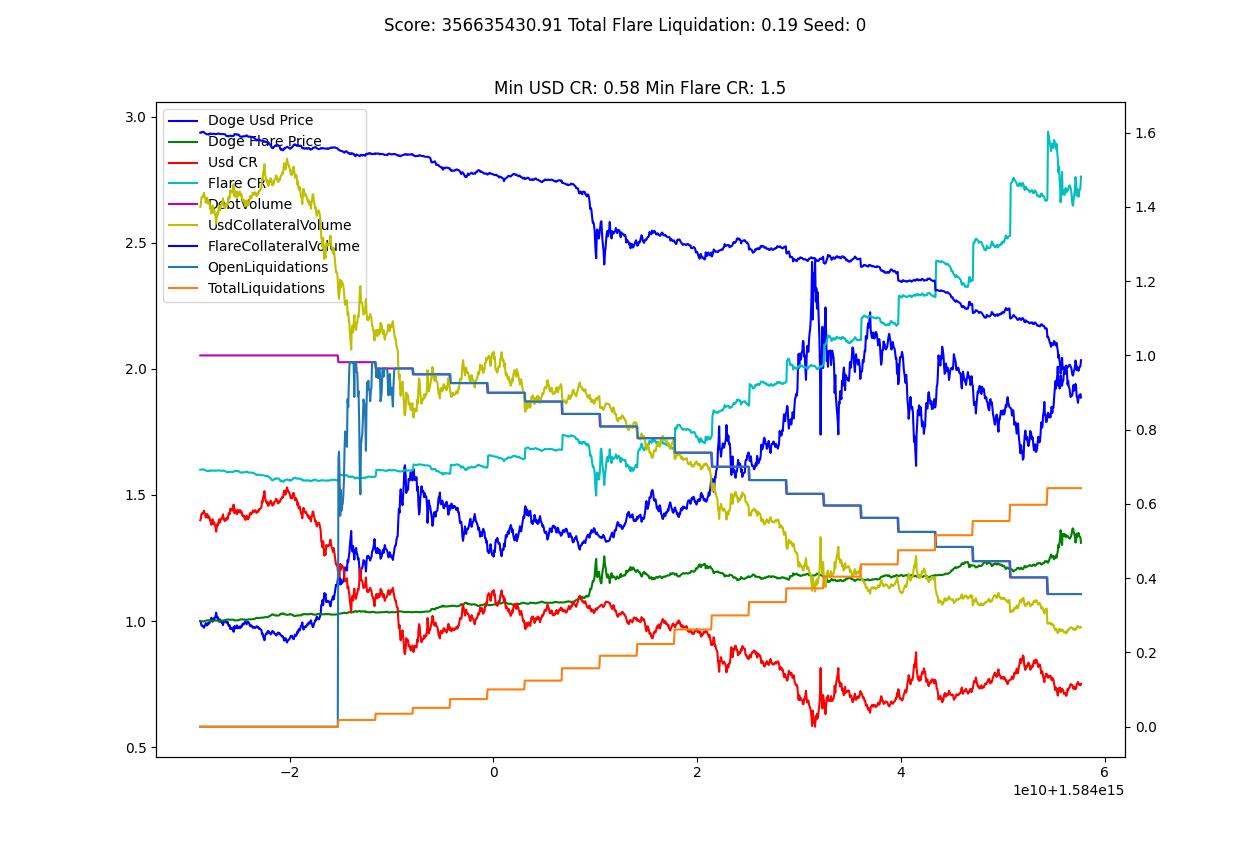 Score: 356635430.91 Total Flare Liquidation: 0.19 Seed: 0
Min USD CR: 0.58 Min Flare CR: 1.5
Doge Usd Price
Doge Flare Price
Usd CR
Flare CR
DebtVolume
UsdCollateralVolume
FlareCollateralVolume
OpenLiquidations
TotalLiquidations
3.0
2.5
2.0
1.5
1.0
0.5
1.6
1.4
1.2
1.0
0.8
0.6
0.4
0.2
0.0
−2 0 2 4 6
1e10+1.584e15